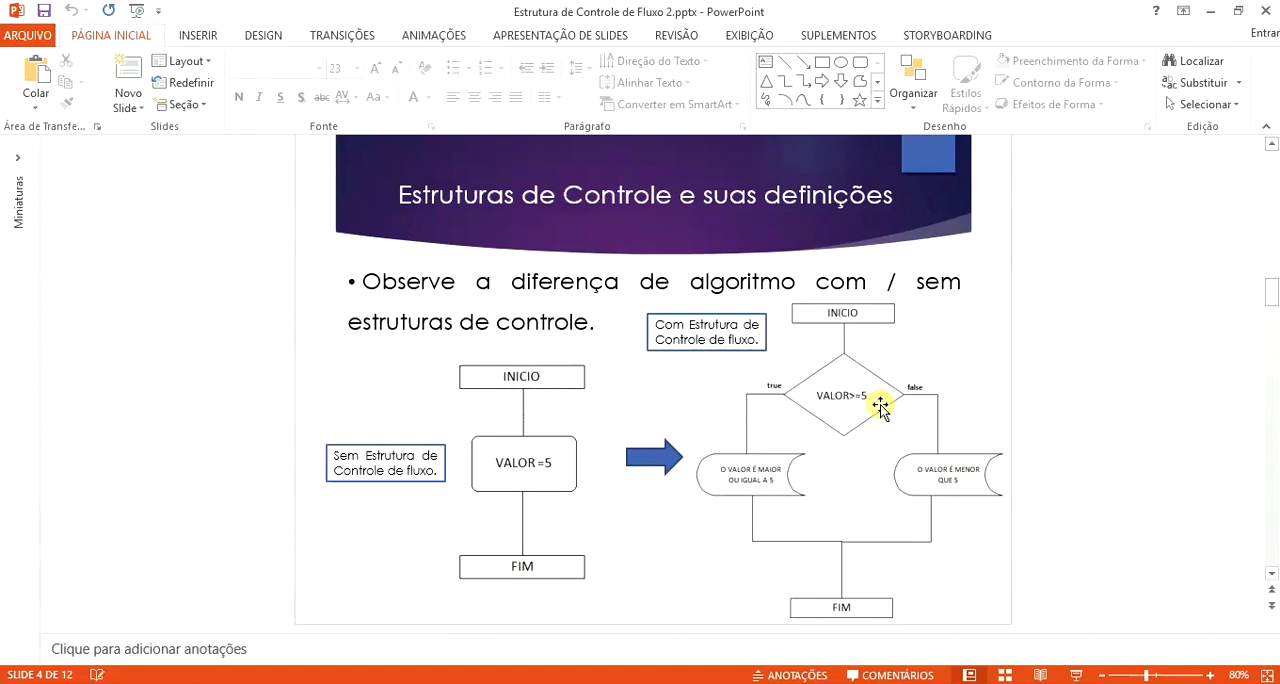 Estrutura de Controle de Fluxo 2.pptx - PowerPoint
ARQUIVO PÁGINA INICIAL INSERIR DESIGN TRANSIÇÕES ANIMAÇÕES APRESENTAÇÃO DE SLIDES REVISÃO EXIBIÇÃO SUPLEMENTOS STORYBOARDING Entrar
Colar
Área de Transfe...
Novo
Slide
Layout
Redefinir
Seção
Slides
23
N I S S abc AV Aa A
Fonte
Direção do Texto
Alinhar Texto
Converter em SmartArt
Parágrafo
Organizar
Estilos
Rápidos
Preenchimento da Forma
Contorno da Forma
Efeitos de Forma
Desenho
Localizar
Substituir
Selecionar
Edição
Miniaturas
Estruturas de Controle e suas definições
• Observe a diferença de algoritmo com / sem
estruturas de controle.
Com Estrutura de
Controle de fluxo.
INICIO
true
VALOR>=5
false
O VALOR É MAIOR
OU IGUAL A 5
O VALOR É MENOR
QUE 5
FIM
Sem Estrutura de
Controle de fluxo.
INICIO
VALOR =5
FIM
Clique para adicionar anotações
SLIDE 4 DE 12 ANOTAÇÕES COMENTÁRIOS 80%